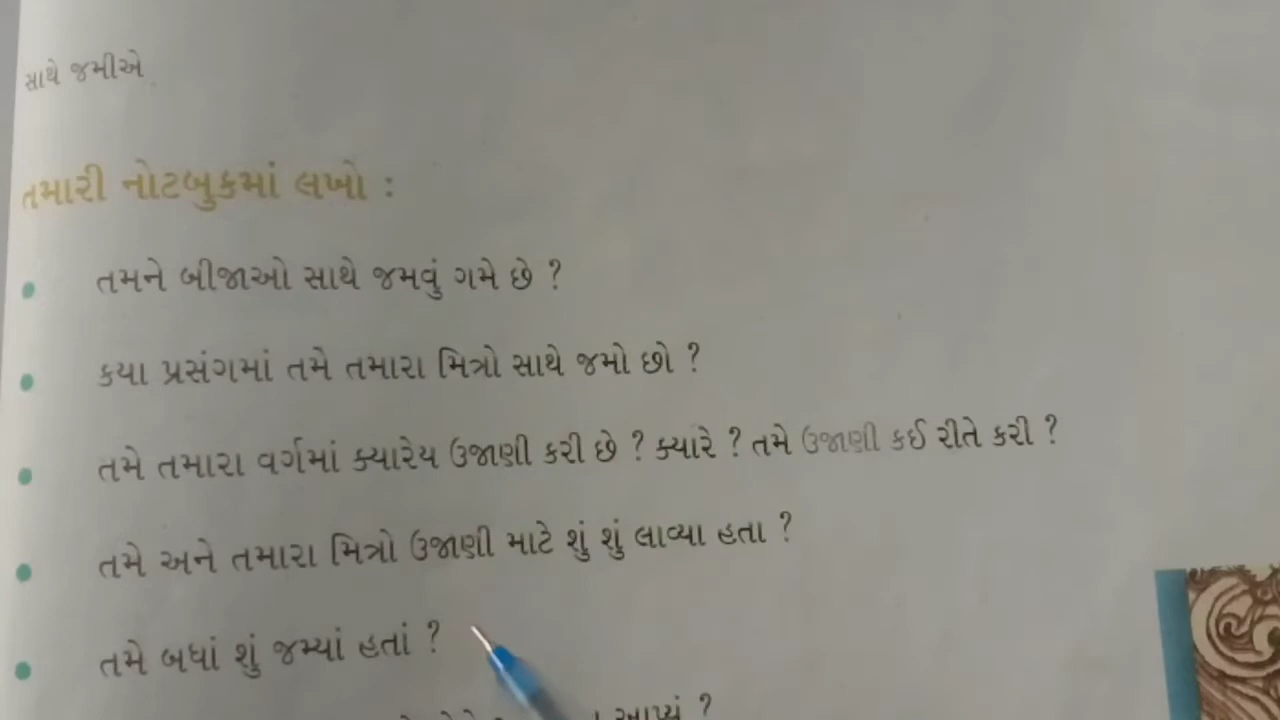 સાથે જમીએ
તમારી નોટબુકમાં લખો :
તમને બીજાઓ સાથે જમવું ગમે છે ?
કયા પ્રસંગમાં તમે તમારા મિત્રો સાથે જમો છો ?
તમે તમારા વર્ગમાં ક્યારેય ઉજાણી કરી છે ? ક્યારે ? તમે ઉજાણી કઈ રીતે કરી ?
તમે અને તમારા મિત્રો ઉજાણી માટે શું શું લાવ્યા હતા ?
તમે બધાં શું જમ્યાં હતાં ?
આપ્યું ?